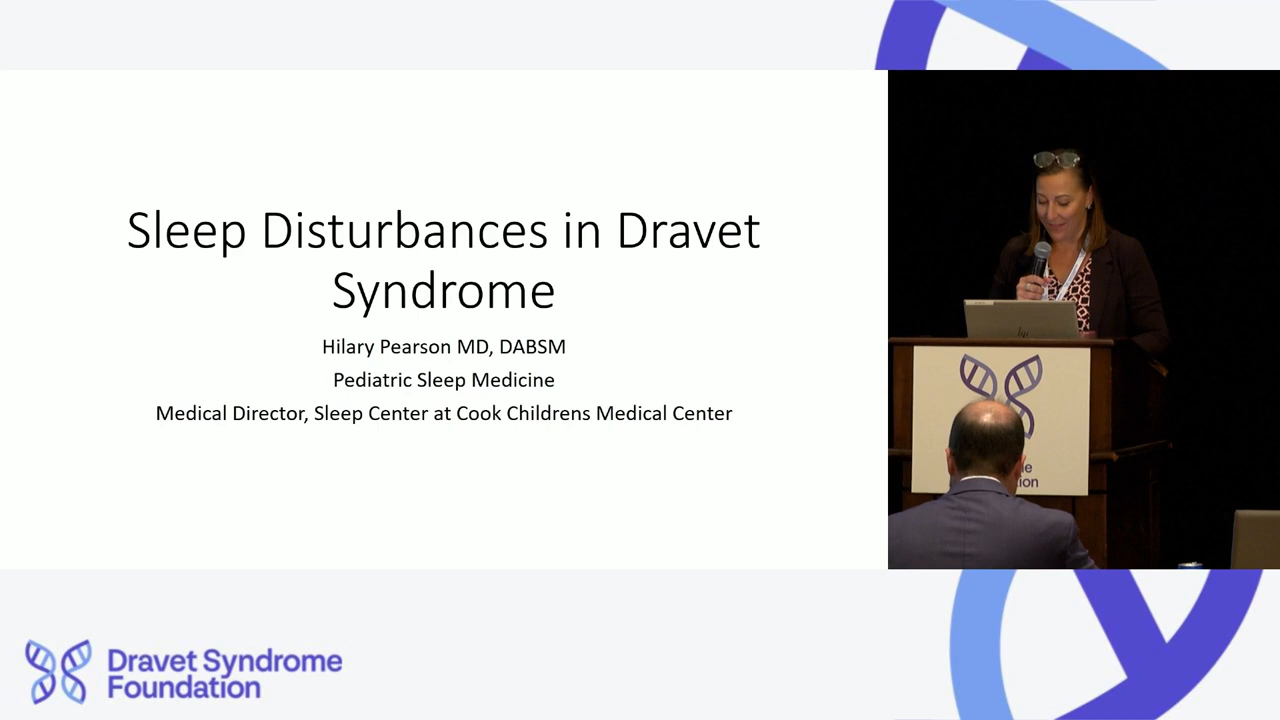 Sleep Disturbances in Dravet
Syndrome
Hilary Pearson MD, DABSM
Pediatric Sleep Medicine
Medical Director, Sleep Center at Cook Childrens Medical Center
Dravet Syndrome
Foundation